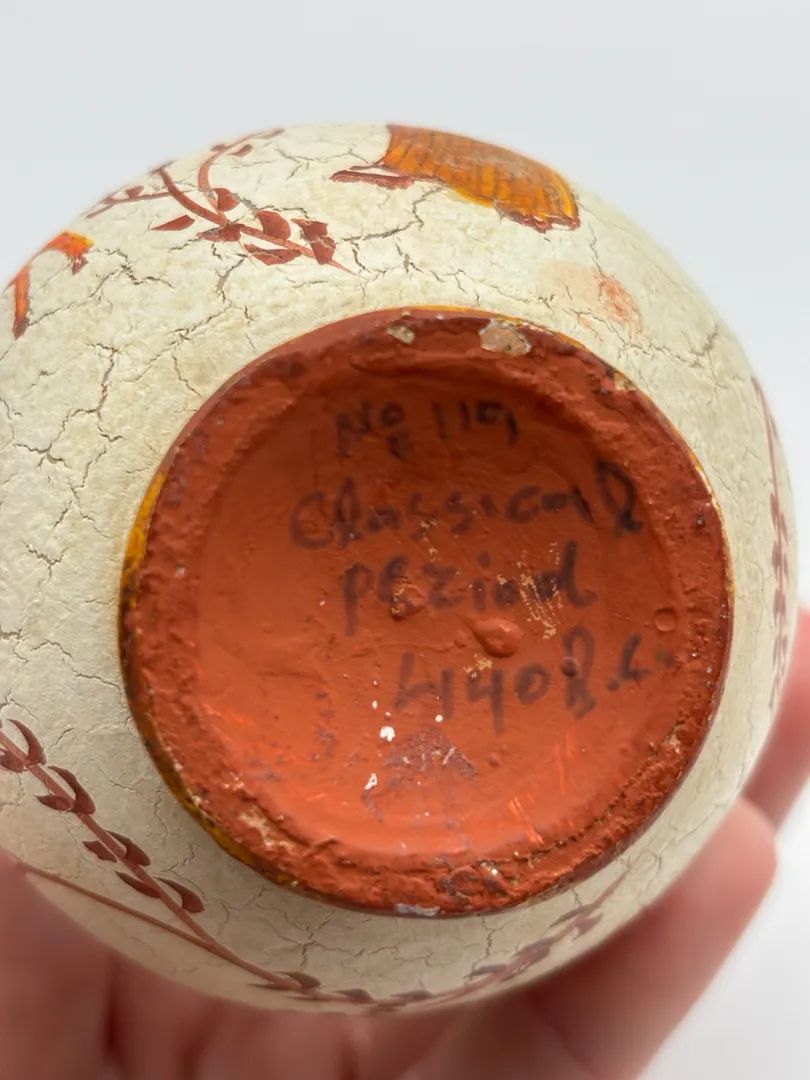 No 119
Classical
period
440 B.C.